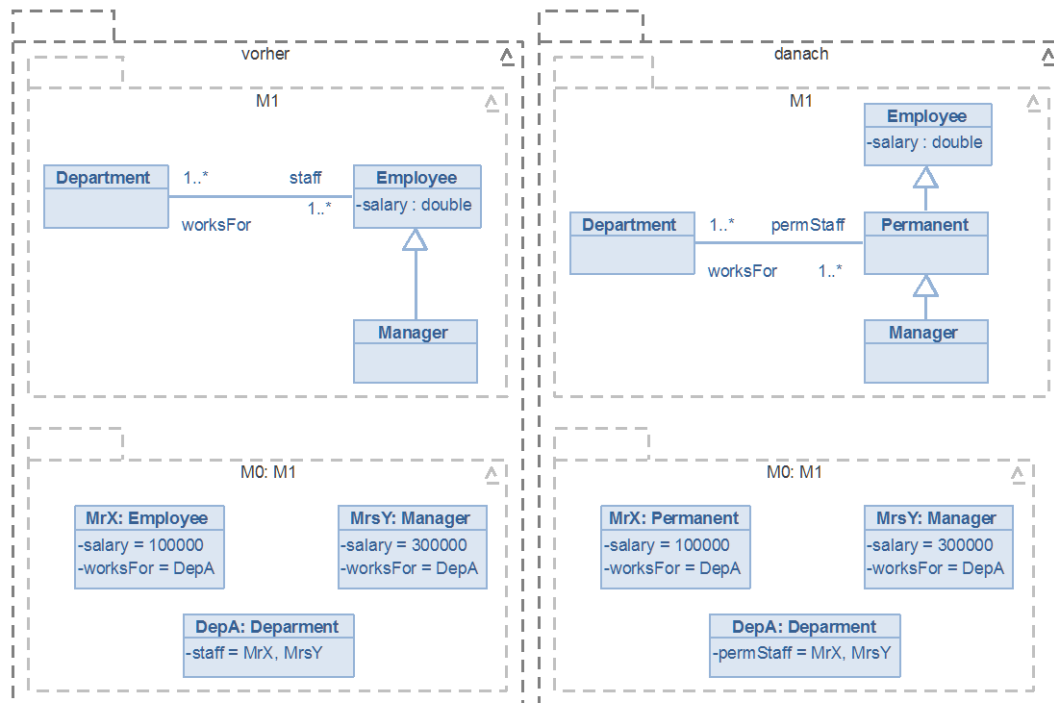 vorher
M1
Department
1..*
staff
Employee
-salary : double
1..*
worksFor
Manager
M0: M1
MrX: Employee
-salary = 100000
-worksFor = DepA
MrsY: Manager
-salary = 300000
-worksFor = DepA
DepA: Deparment
-staff = MrX, MrsY
danach
M1
Employee
-salary : double
Department
1..*
permStaff
Permanent
worksFor
1..*
Manager
M0: M1
MrX: Permanent
-salary = 100000
-worksFor = DepA
MrsY: Manager
-salary = 300000
-worksFor = DepA
DepA: Deparment
-permStaff = MrX, MrsY